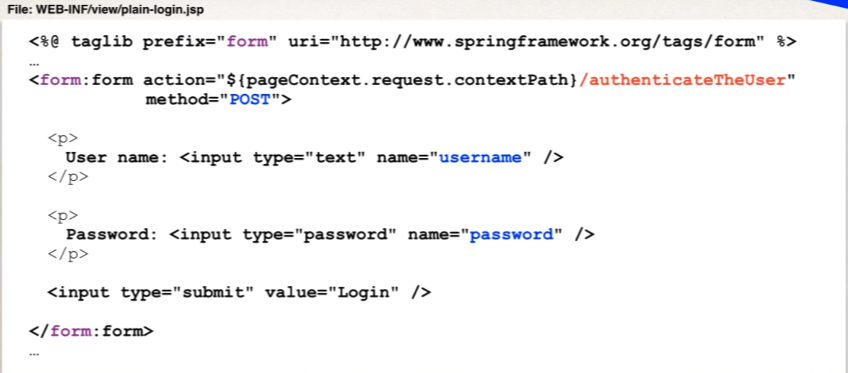 File: WEB-INF/view/plain-login.jsp
<%@ taglib prefix="form" uri="http://www.springframework.org/tags/form" %>
…
<form:form action="${pageContext.request.contextPath}/authenticateTheUser"
method="POST">
<p>
User name: <input type="text" name="username" />
</p>
<p>
Password: <input type="password" name="password" />
</p>
<input type="submit" value="Login" />
</form:form>
…